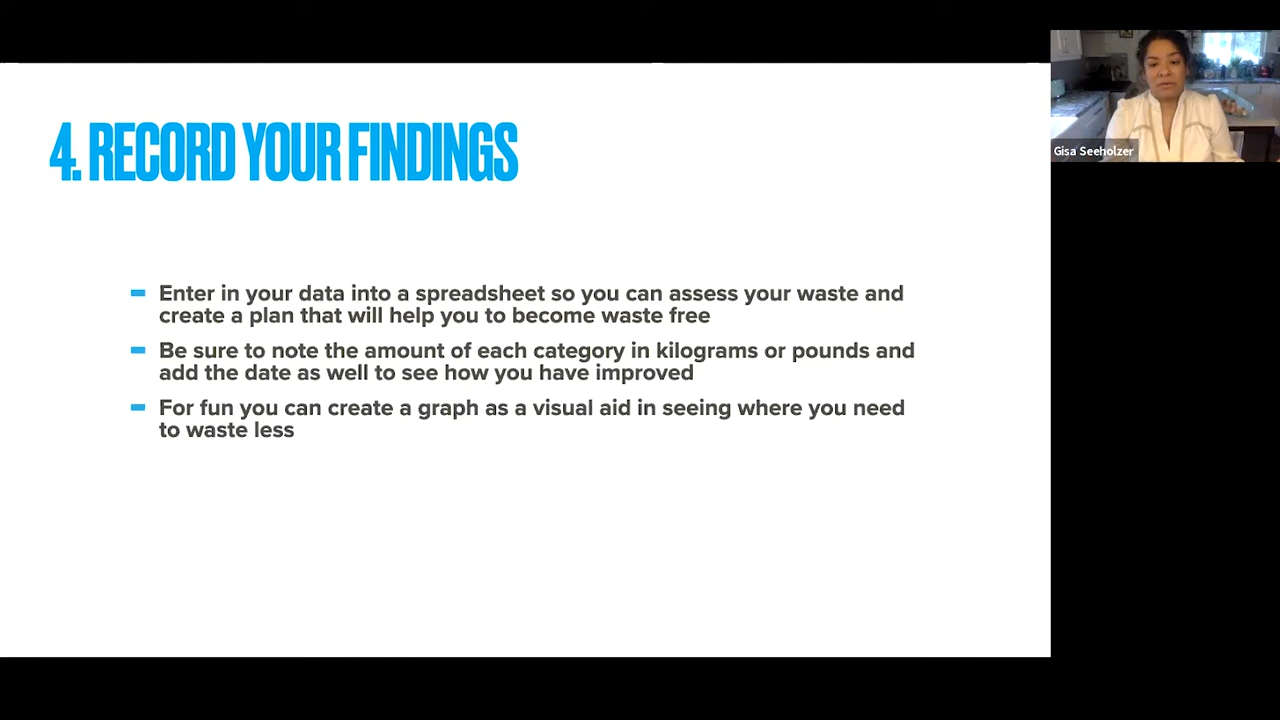 4. RECORD YOUR FINDINGS
Enter in your data into a spreadsheet so you can assess your waste and
create a plan that will help you to become waste free
Be sure to note the amount of each category in kilograms or pounds and
add the date as well to see how you have improved
For fun you can create a graph as a visual aid in seeing where you need
to waste less
Gisa Seeholzer